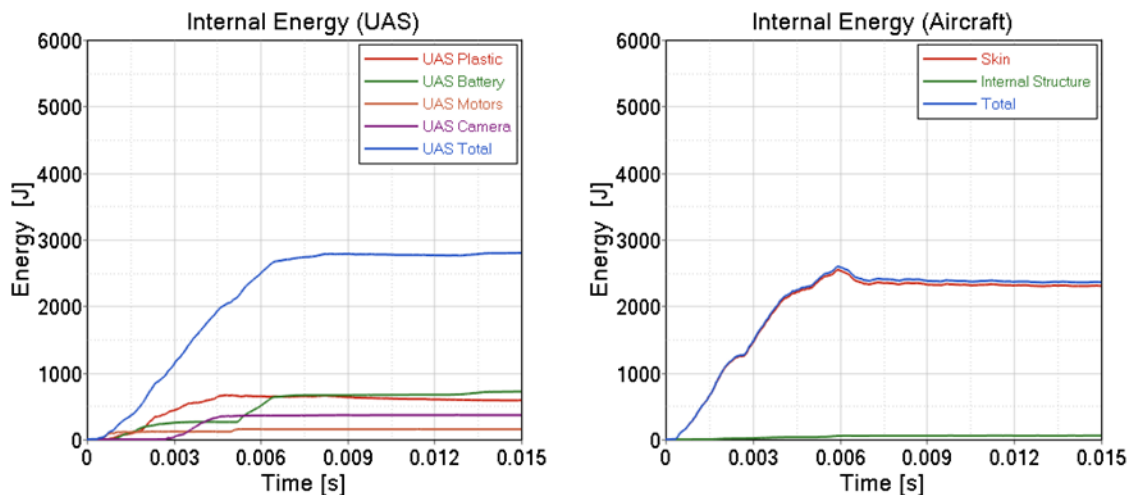 Internal Energy (UAS)
6000
5000
4000
3000
2000
1000
0
Energy [J]
UAS Plastic
UAS Battery
UAS Motors
UAS Camera
UAS Total
0 0.003 0.006 0.009 0.012 0.015
Time [s]
Internal Energy (Aircraft)
6000
5000
4000
3000
2000
1000
0
Energy [J]
Skin
Internal Structure
Total
0 0.003 0.006 0.009 0.012 0.015
Time [s]